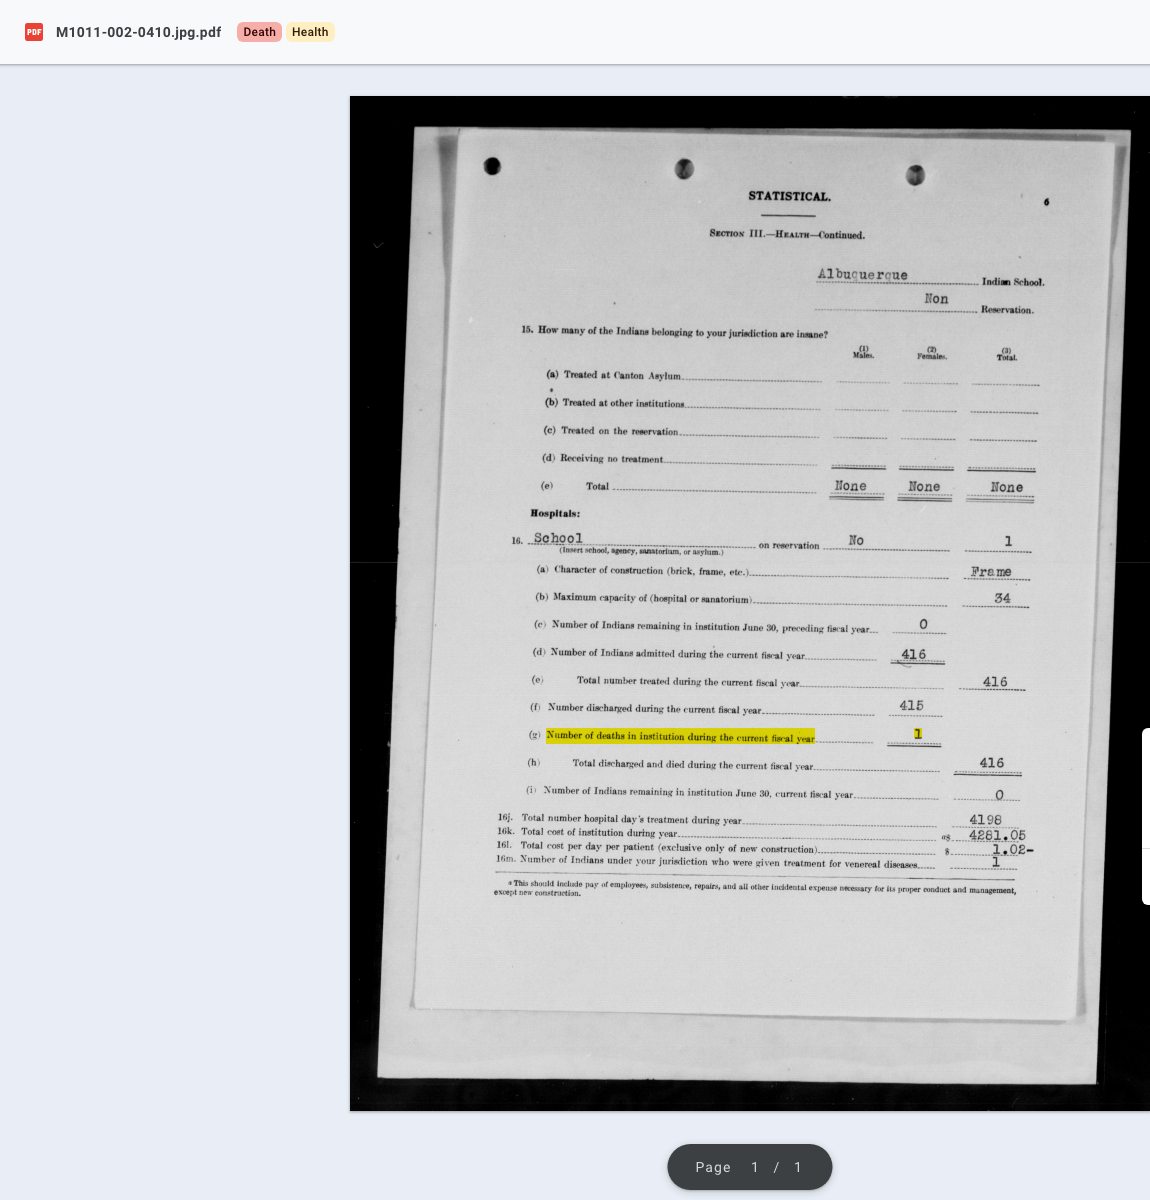 PDF M1011-002-0410.jpg.pdf Death Health
STATISTICAL.
6
SECTION III.—HEALTH—Continued.
Albuquerque Indian School.
Non Reservation.
15. How many of the Indians belonging to your jurisdiction are insane?
(1) (2) (3)
Males. Females. Total.
(a) Treated at Canton Asylum
(b) Treated at other institutions
(c) Treated on the reservation
(d) Receiving no treatment
(e) Total None None None
Hospitals:
16. School on reservation No 1
(Insert school, agency, sanatorium, or asylum.)
(a) Character of construction (brick, frame, etc.) Frame
(b) Maximum capacity of (hospital or sanatorium) 34
(c) Number of Indians remaining in institution June 30, preceding fiscal year 0
(d) Number of Indians admitted during the current fiscal year 416
(e) Total number treated during the current fiscal year 416
(f) Number discharged during the current fiscal year 415
(g) Number of deaths in institution during the current fiscal year 1
(h) Total discharged and died during the current fiscal year 416
(i) Number of Indians remaining in institution June 30, current fiscal year 0
16j. Total number hospital day's treatment during year 4198
16k. Total cost of institution during year *$ 4281.05
16l. Total cost per day per patient (exclusive only of new construction) $ 1.02-
16m. Number of Indians under your jurisdiction who were given treatment for venereal diseases 1
* This should include pay of employees, subsistence, repairs, and all other incidental expense necessary for its proper conduct and management,
except new construction.
Page 1 / 1